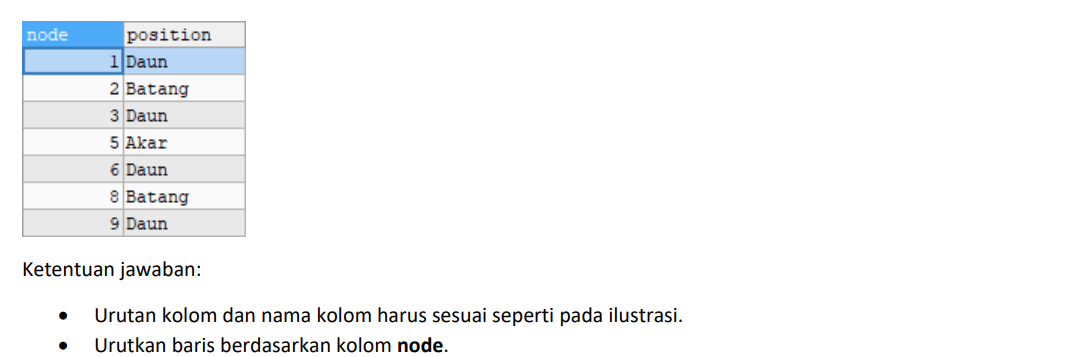 node position
1 Daun
2 Batang
3 Daun
5 Akar
6 Daun
8 Batang
9 Daun
Ketentuan jawaban:
• Urutan kolom dan nama kolom harus sesuai seperti pada ilustrasi.
• Urutkan baris berdasarkan kolom node.